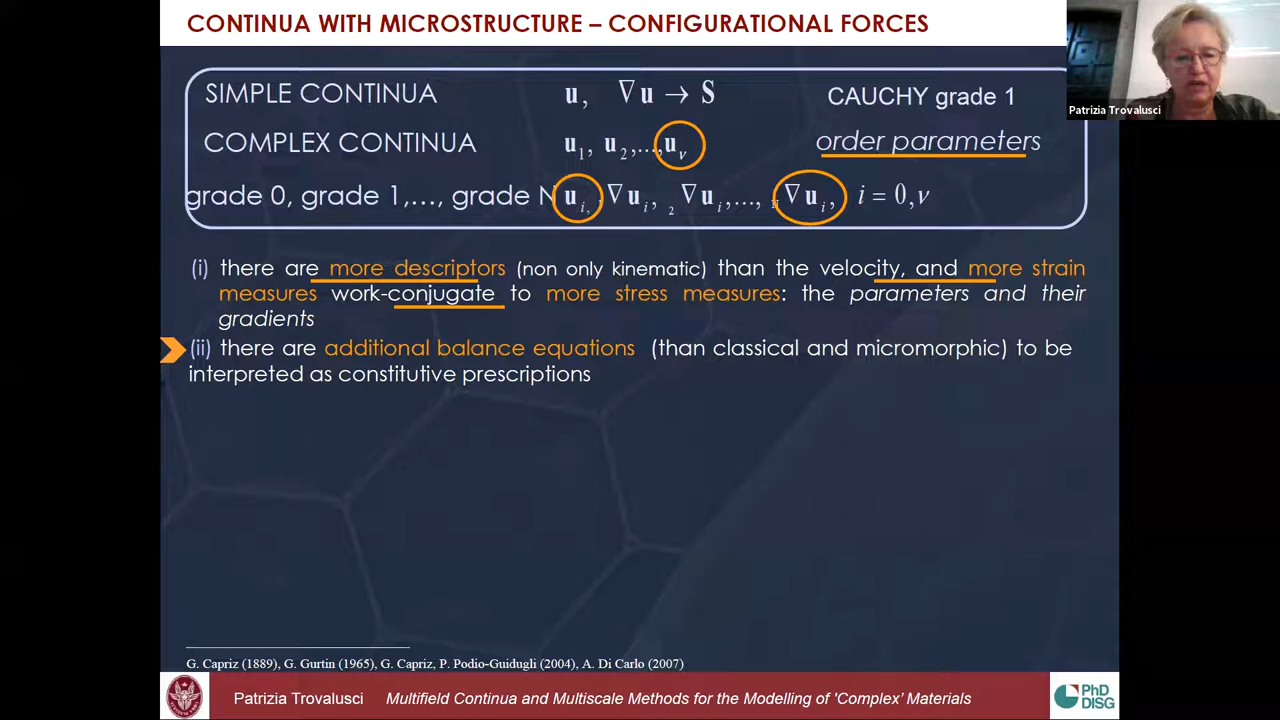 CONTINUA WITH MICROSTRUCTURE – CONFIGURATIONAL FORCES
Patrizia Trovalusci
SIMPLE CONTINUA u, ∇u → S CAUCHY grade 1
COMPLEX CONTINUA u₁, u₂,...,uᵥ order parameters
grade 0, grade 1,…, grade N uᵢ, ∇uᵢ, ₂∇uᵢ,..., ₙ∇uᵢ, i = 0,ν
(i) there are more descriptors (non only kinematic) than the velocity, and more strain
measures work-conjugate to more stress measures: the parameters and their
gradients
(ii) there are additional balance equations (than classical and micromorphic) to be
interpreted as constitutive prescriptions
G. Capriz (1889), G. Gurtin (1965), G. Capriz, P. Podio-Guidugli (2004), A. Di Carlo (2007)
Patrizia Trovalusci Multifield Continua and Multiscale Methods for the Modelling of 'Complex' Materials
PhD
DISG